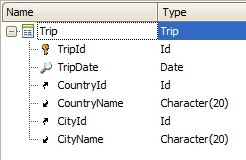 Name Type
Trip Trip
TripId Id
TripDate Date
CountryId Id
CountryName Character(20)
CityId Id
CityName Character(20)